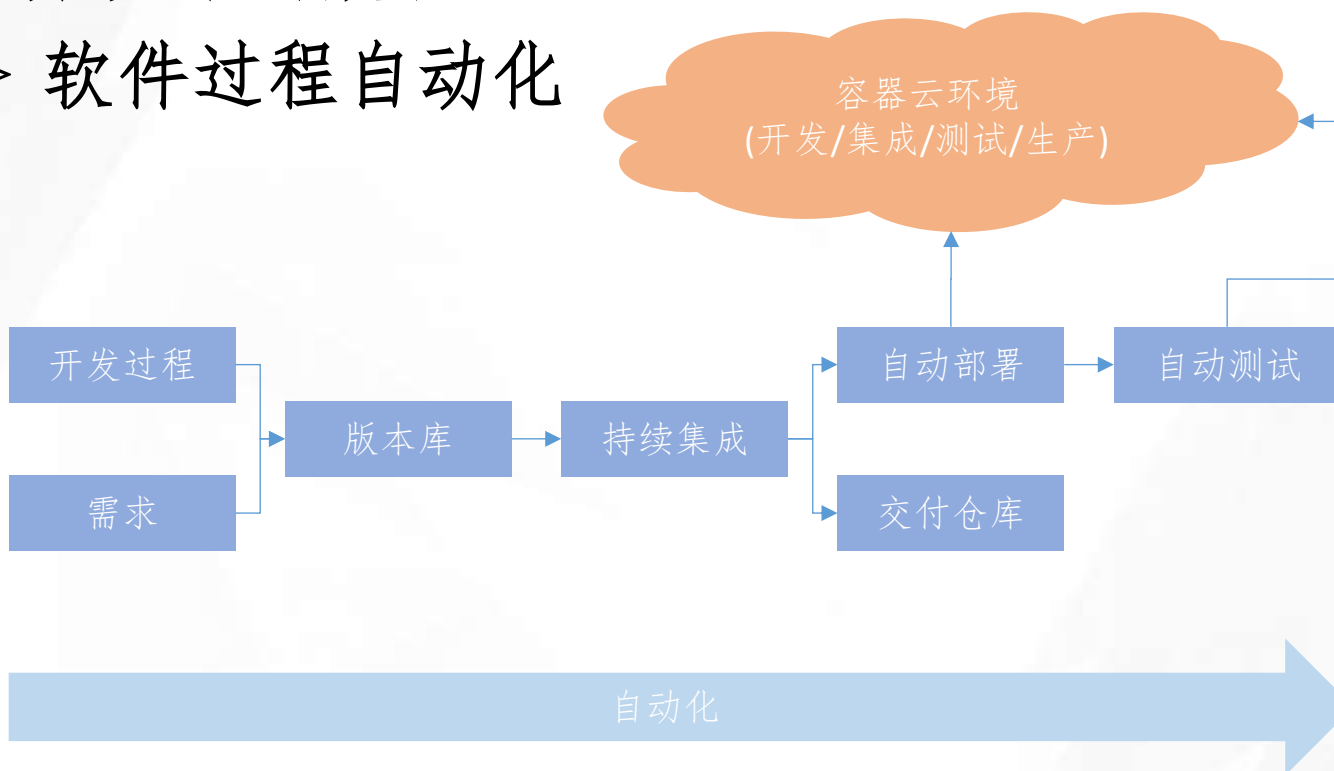 软件过程自动化
容器云环境
(开发/集成/测试/生产)
开发过程
自动部署
自动测试
版本库
持续集成
需求
交付仓库
自动化